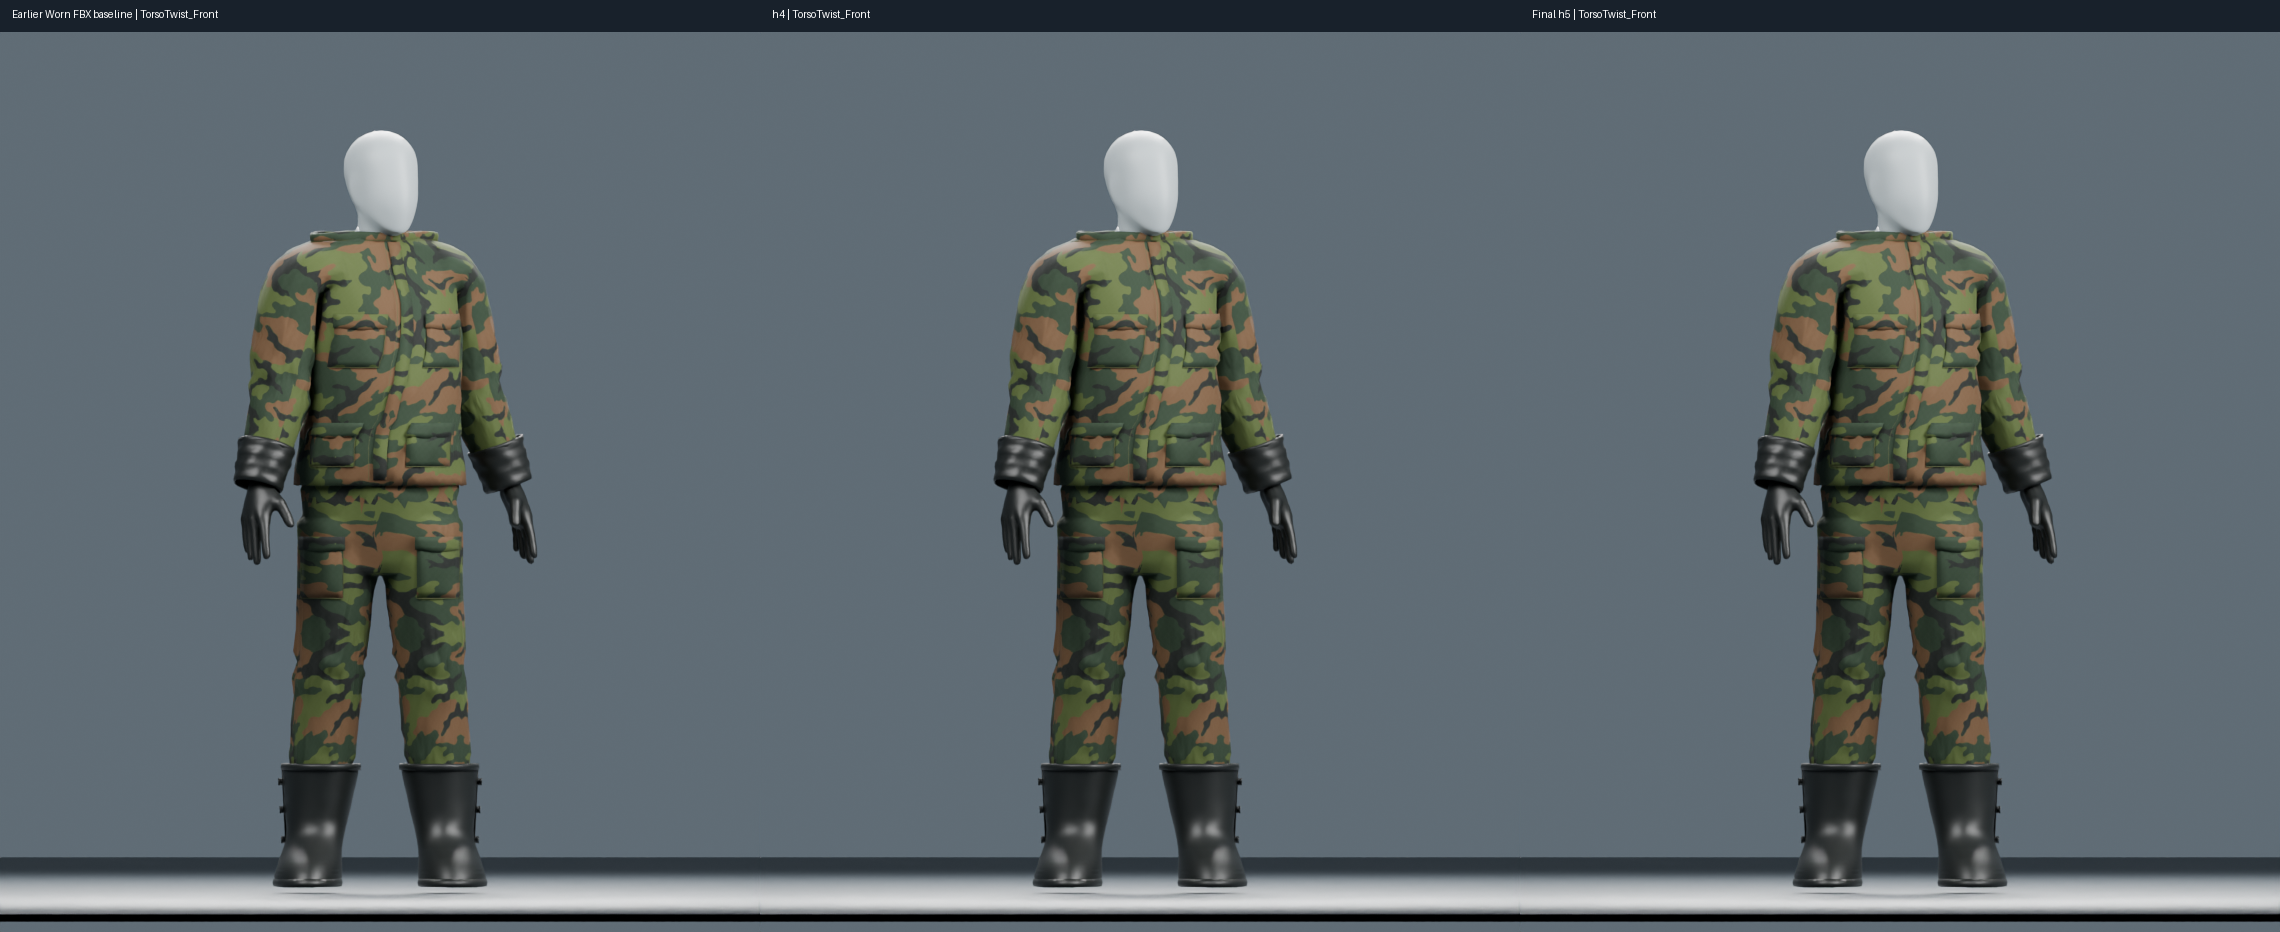 Earlier Worn FBX baseline | TorsoTwist_Front
h4 | TorsoTwist_Front
Final h5 | TorsoTwist_Front